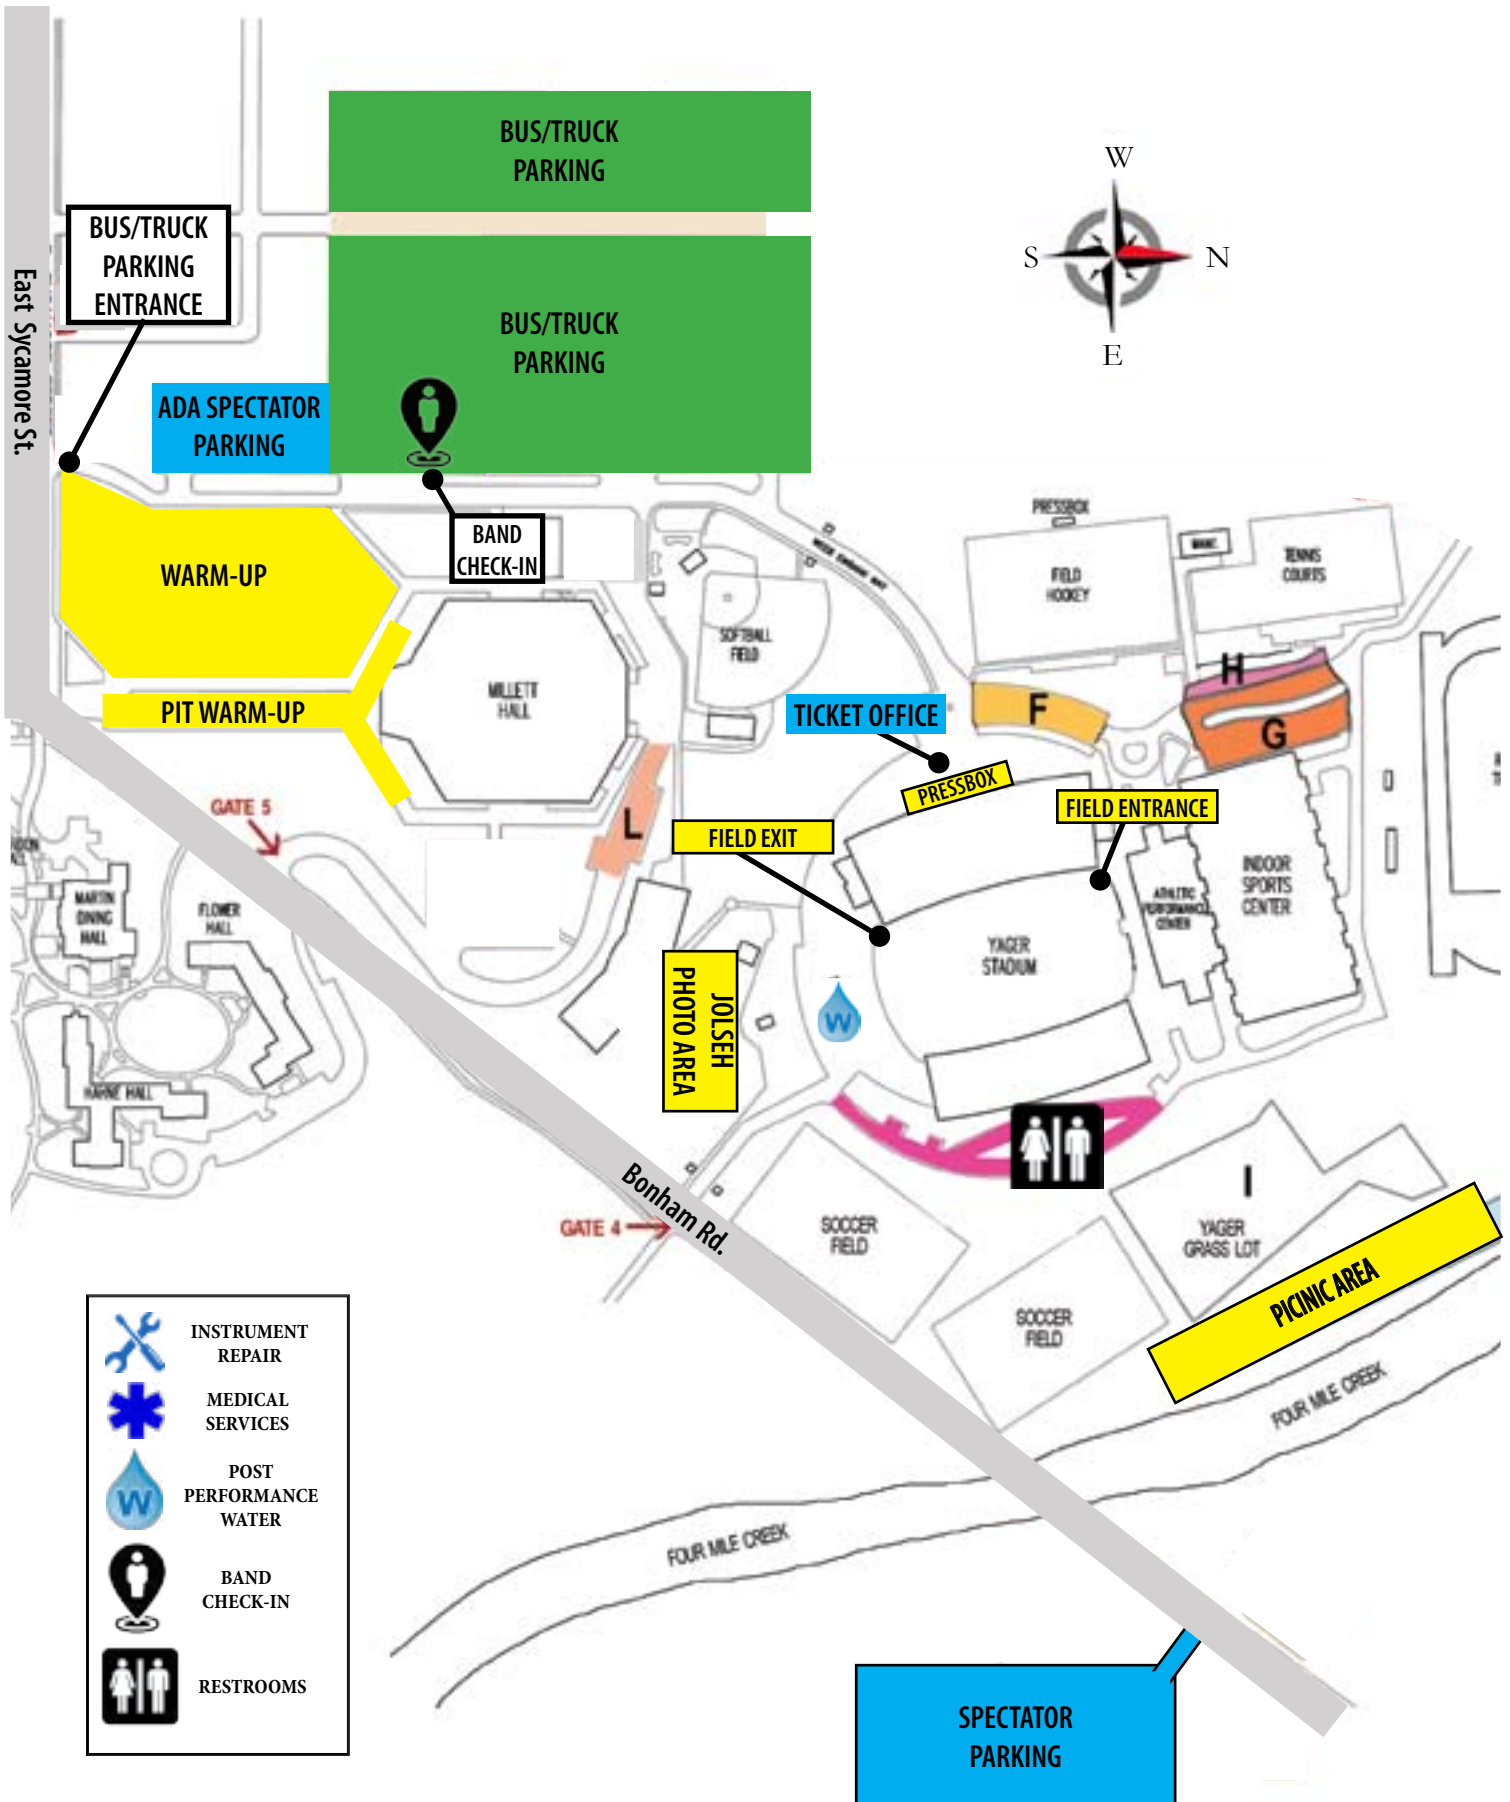 BUS/TRUCK
PARKING
W
S
N
E
BUS/TRUCK
PARKING
ENTRANCE
East Sycamore St.
BUS/TRUCK
PARKING
ADA SPECTATOR
PARKING
BAND
CHECK-IN
WARM-UP
PIT WARM-UP
MILLETT
HALL
SOFTBALL
FIELD
PRESSBOX
FIELD
HOCKEY
TENNIS
COURTS
H
F
G
TICKET OFFICE
PRESSBOX
FIELD ENTRANCE
FIELD EXIT
L
GATE 5
MARTIN
DINING
HALL
FLOWER
HALL
HAHNE HALL
INDOOR
SPORTS
CENTER
ATHLETIC
PERFORMANCE
CENTER
YAGER
STADIUM
JOLSEH
PHOTO AREA
W
Bonham Rd.
GATE 4
SOCCER
FIELD
SOCCER
FIELD
I
YAGER
GRASS LOT
PICINIC AREA
FOUR MILE CREEK
FOUR MILE CREEK
INSTRUMENT
REPAIR
MEDICAL
SERVICES
W
POST
PERFORMANCE
WATER
BAND
CHECK-IN
RESTROOMS
SPECTATOR
PARKING